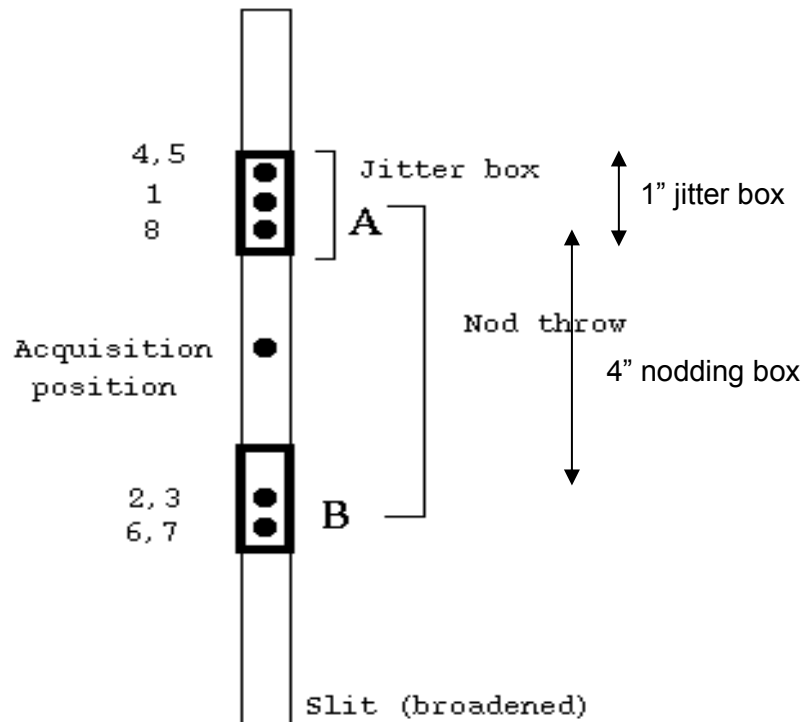 4,5
1
8
Jitter box
A
1” jitter box
Nod throw
Acquisition
position
4” nodding box
2,3
6,7
B
Slit (broadened)